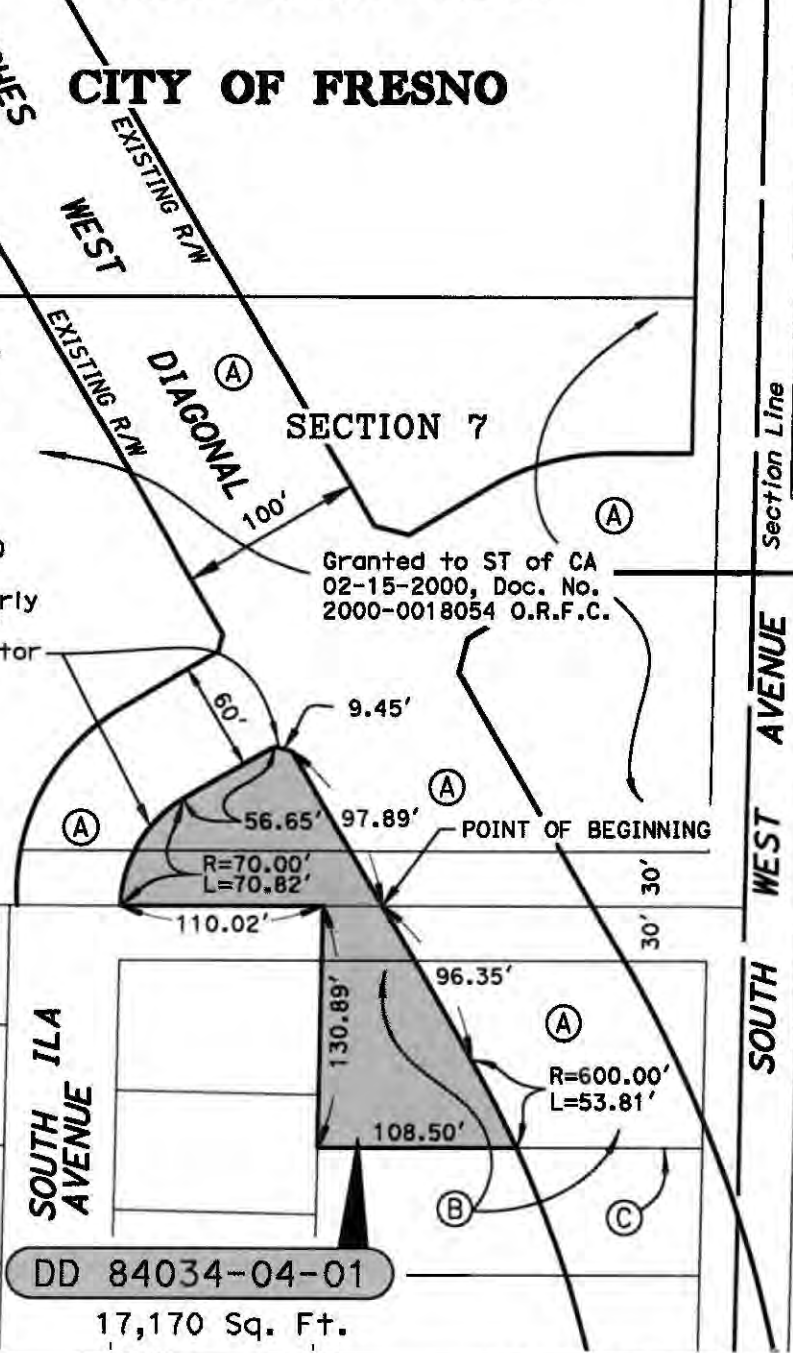 CITY OF FRESNO
EXISTING R/W
WEST
EXISTING R/W
DIAGONAL
A
SECTION 7
100'
A
Section Line
Granted to ST of CA
02-15-2000, Doc. No.
2000-0018054 O.R.F.C.
rly
tor
60'
9.45'
A
97.89'
A
56.65'
POINT OF BEGINNING
R=70.00'
L=70.82'
30'
30'
110.02'
96.35'
130.89'
A
R=600.00'
L=53.81'
108.50'
SOUTH ILA
AVENUE
B
C
SOUTH WEST AVENUE
DD 84034-04-01
17,170 Sq. Ft.